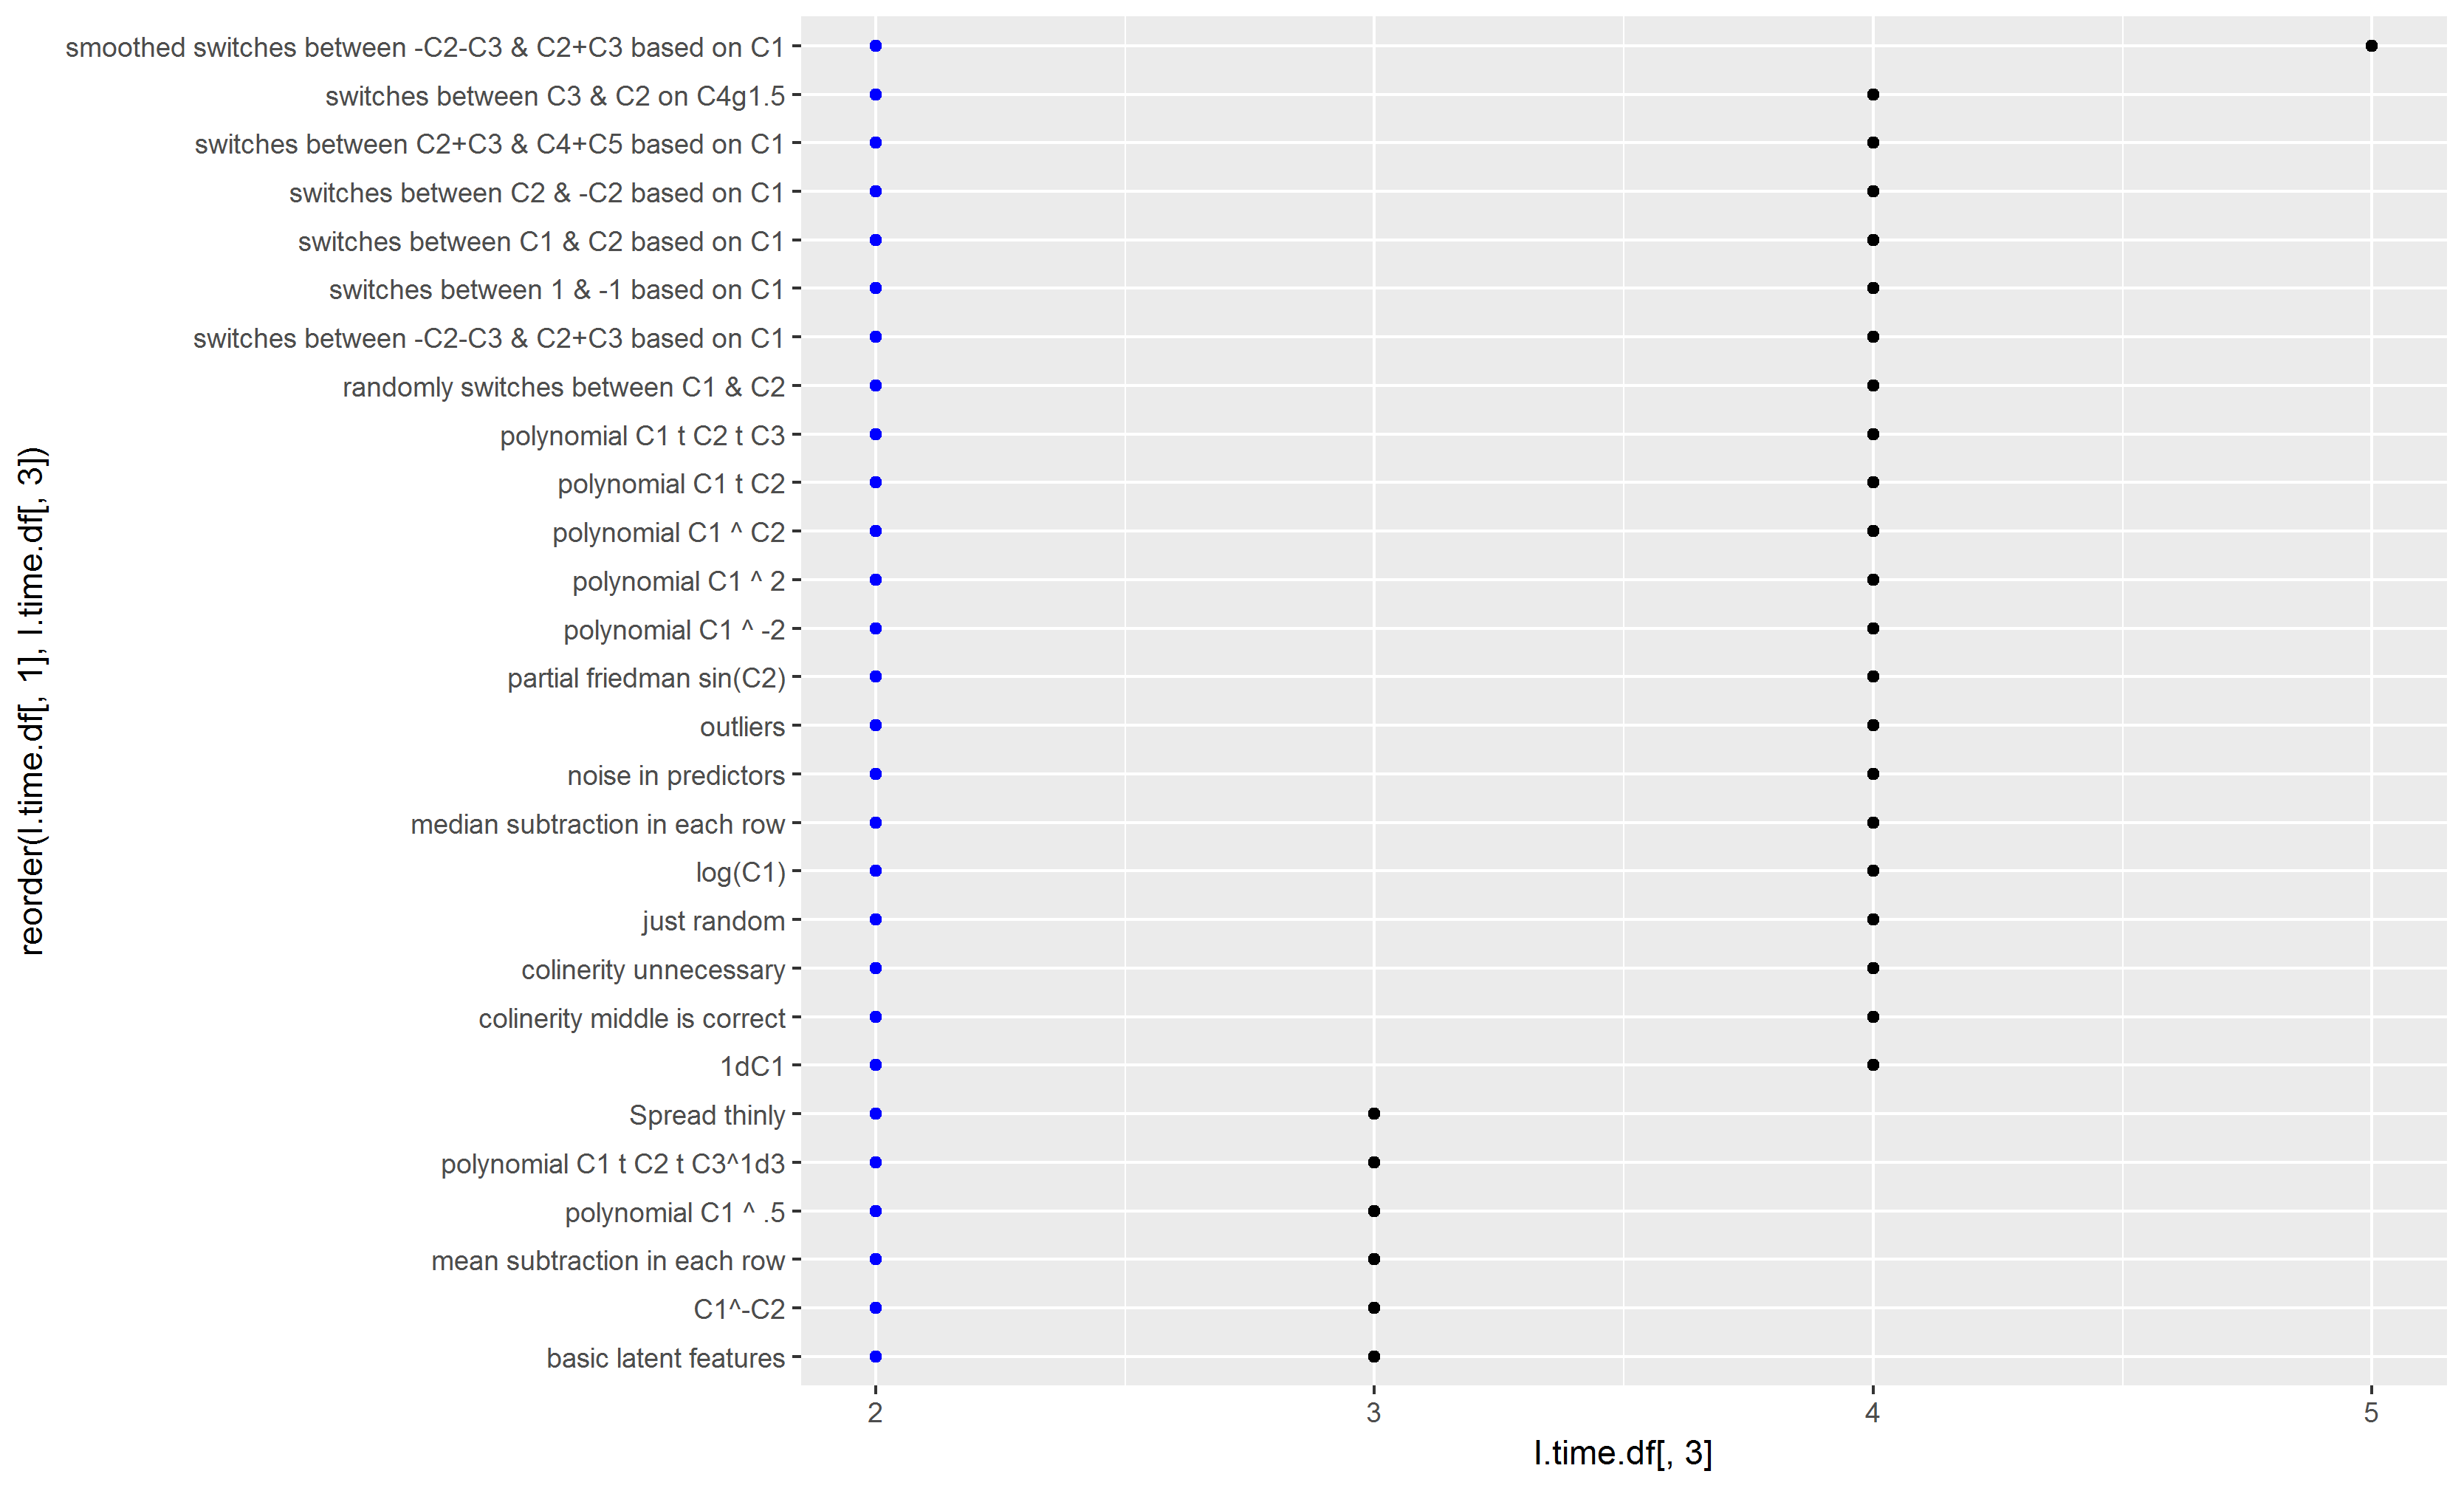 smoothed switches between -C2-C3 & C2+C3 based on C1
switches between C3 & C2 on C4g1.5
switches between C2+C3 & C4+C5 based on C1
switches between C2 & -C2 based on C1
switches between C1 & C2 based on C1
switches between 1 & -1 based on C1
switches between -C2-C3 & C2+C3 based on C1
randomly switches between C1 & C2
polynomial C1 t C2 t C3
polynomial C1 t C2
polynomial C1 ^ C2
polynomial C1 ^ 2
polynomial C1 ^ -2
partial friedman sin(C2)
outliers
noise in predictors
median subtraction in each row
log(C1)
just random
colinerity unnecessary
colinerity middle is correct
1dC1
Spread thinly
polynomial C1 t C2 t C3^1d3
polynomial C1 ^ .5
mean subtraction in each row
C1^-C2
basic latent features
reorder(l.time.df[, 1], l.time.df[, 3])
2 3 4 5
l.time.df[, 3]